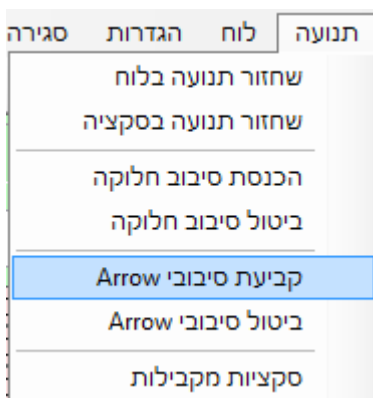 תנועה לוח הגדרות סגירה
שחזור תנועה בלוח
שחזור תנועה בסקציה
הכנסת סיבוב חלוקה
ביטול סיבוב חלוקה
קביעת סיבובי Arrow
ביטול סיבובי Arrow
סקציות מקבילות